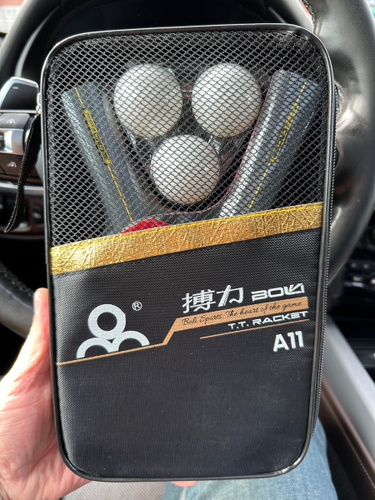 ®
搏力 BOLI
Boli Sports. The heart of the game
T.T. RACKET
A11